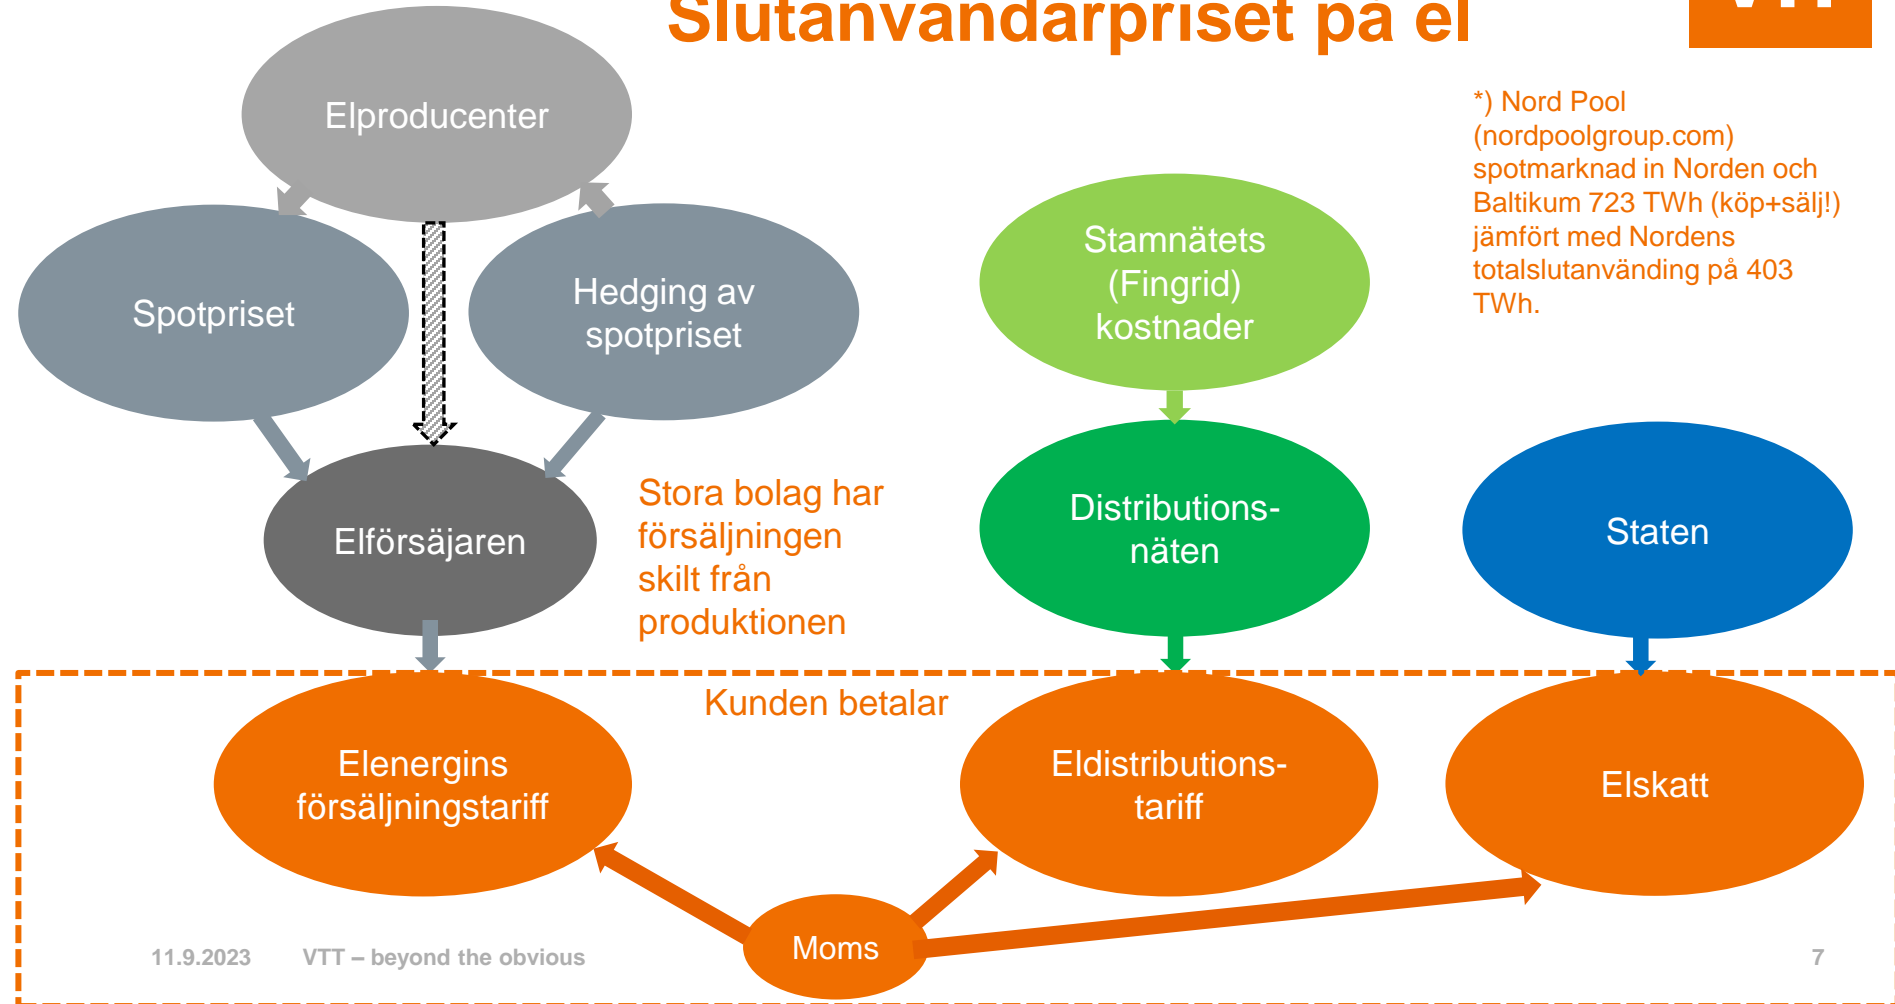 Slutanvändarpriset på el
VTT
Elproducenter
*) Nord Pool
(nordpoolgroup.com)
spotmarknad in Norden och
Baltikum 723 TWh (köp+sälj!)
jämfört med Nordens
totalslutanvänding på 403
TWh.
Spotpriset
Hedging av
spotpriset
Stamnätets
(Fingrid)
kostnader
Elförsäjaren
Stora bolag har
försäljningen
skilt från
produktionen
Distributions-
näten
Staten
Kunden betalar
Elenergins
försäljningstariff
Eldistributions-
tariff
Elskatt
Moms
11.9.2023 VTT – beyond the obvious 7